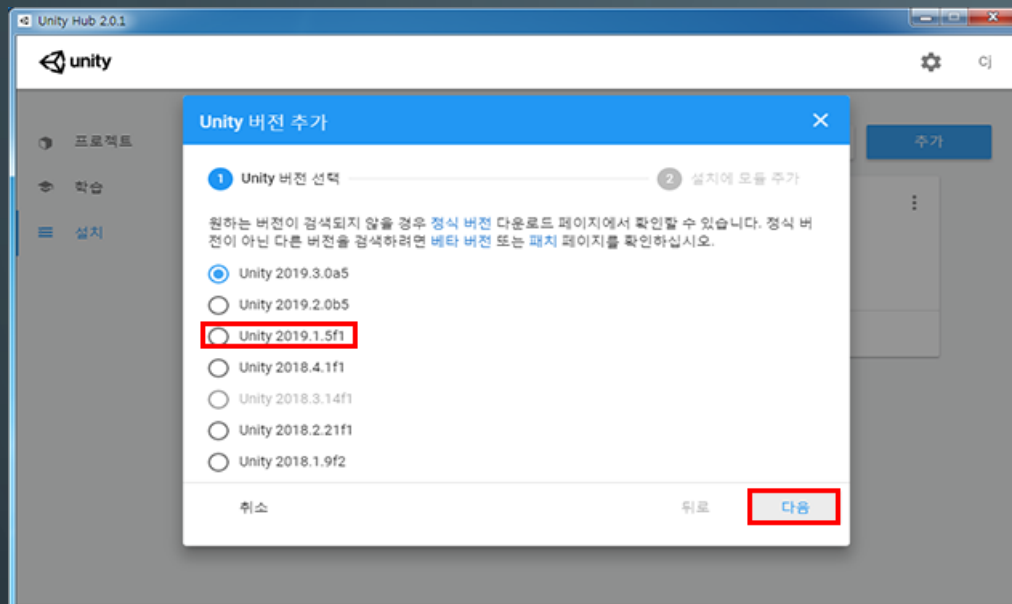 Unity Hub 2.0.1
unity
Cj
프로젝트
학습
설치
추가
Unity 버전 추가
1 Unity 버전 선택
2 설치에 모듈 추가
원하는 버전이 검색되지 않을 경우 정식 버전 다운로드 페이지에서 확인할 수 있습니다. 정식 버
전이 아닌 다른 버전을 검색하려면 베타 버전 또는 패치 페이지를 확인하십시오.
Unity 2019.3.0a5
Unity 2019.2.0b5
Unity 2019.1.5f1
Unity 2018.4.1f1
Unity 2018.3.14f1
Unity 2018.2.21f1
Unity 2018.1.9f2
취소
뒤로
다음